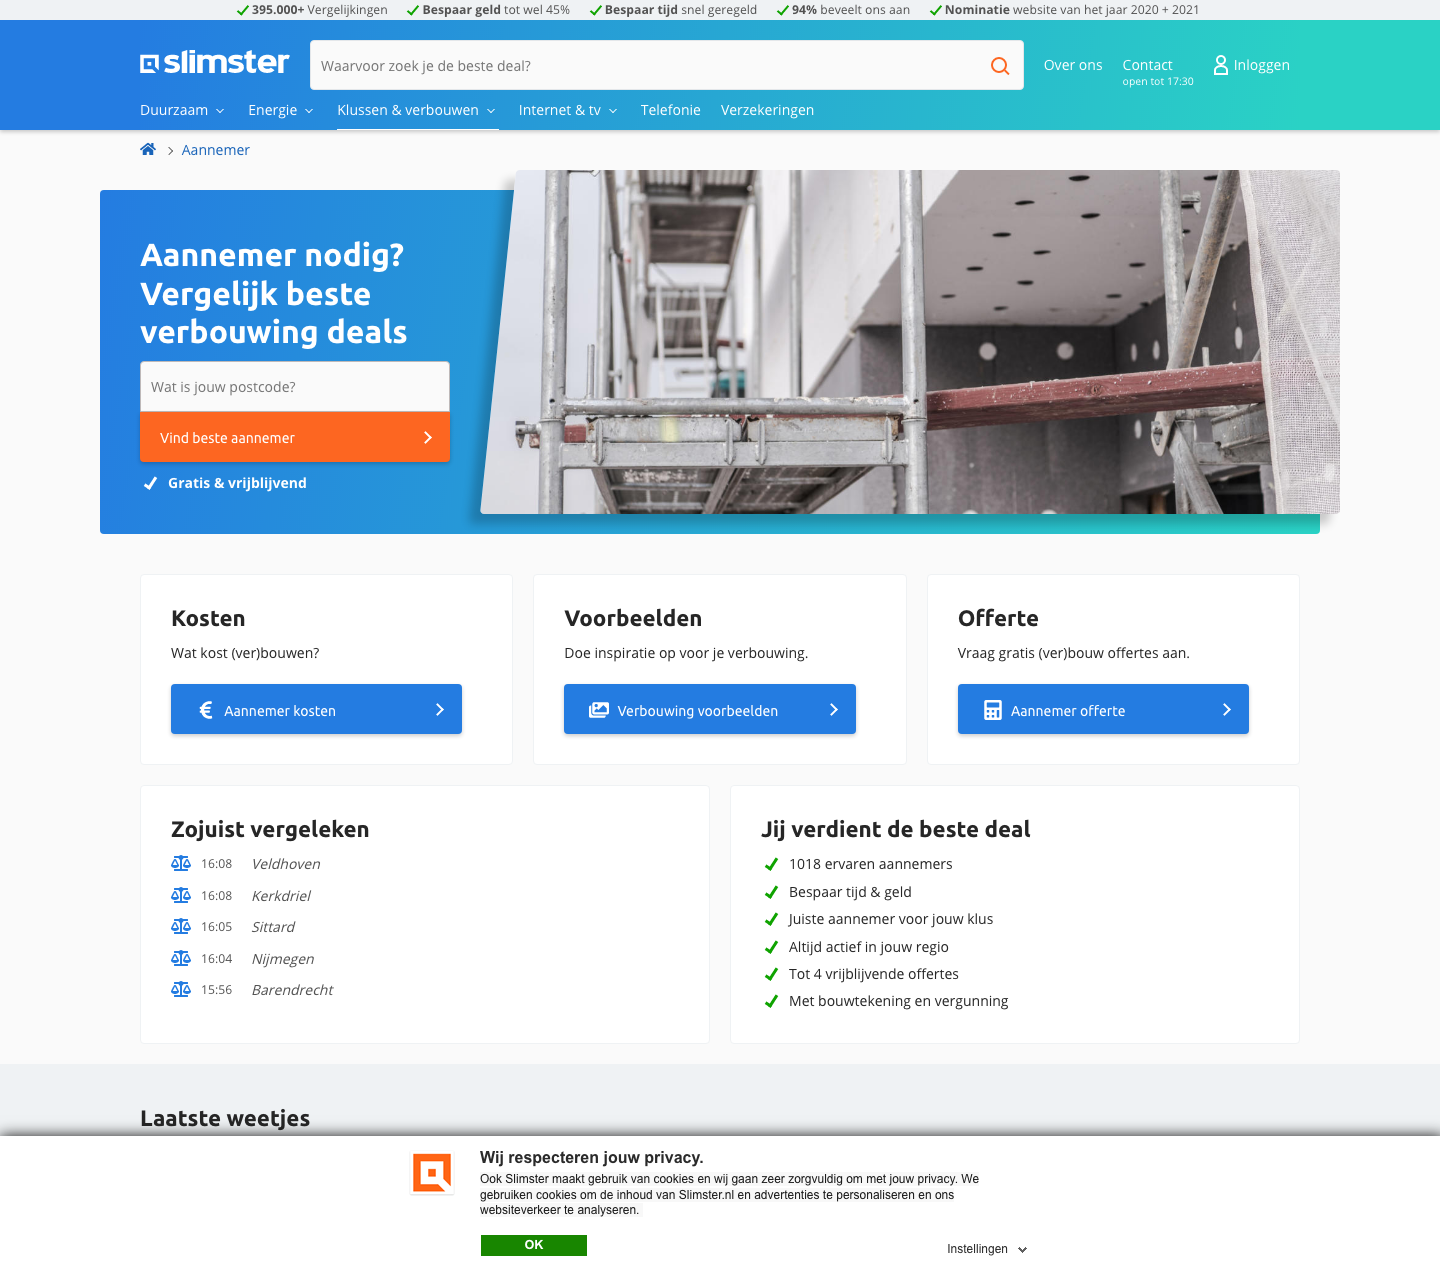 395.000+ Vergelijkingen Bespaar geld tot wel 45% Bespaar tijd snel geregeld 94% beveelt ons aan Nominatie website van het jaar 2020 + 2021
slimster
Waarvoor zoek je de beste deal?
Over ons
Contact
open tot 17:30
Inloggen
Duurzaam Energie Klussen & verbouwen Internet & tv Telefonie Verzekeringen
Aannemer
Aannemer nodig?
Vergelijk beste
verbouwing deals
Wat is jouw postcode?
Vind beste aannemer
Gratis & vrijblijvend
Kosten
Wat kost (ver)bouwen?
€ Aannemer kosten
Voorbeelden
Doe inspiratie op voor je verbouwing.
Verbouwing voorbeelden
Offerte
Vraag gratis (ver)bouw offertes aan.
Aannemer offerte
Zojuist vergeleken
16:08 Veldhoven
16:08 Kerkdriel
16:05 Sittard
16:04 Nijmegen
15:56 Barendrecht
Jij verdient de beste deal
1018 ervaren aannemers
Bespaar tijd & geld
Juiste aannemer voor jouw klus
Altijd actief in jouw regio
Tot 4 vrijblijvende offertes
Met bouwtekening en vergunning
Laatste weetjes
Wij respecteren jouw privacy.
Ook Slimster maakt gebruik van cookies en wij gaan zeer zorgvuldig om met jouw privacy. We
gebruiken cookies om de inhoud van Slimster.nl en advertenties te personaliseren en ons
websiteverkeer te analyseren.
OK
Instellingen